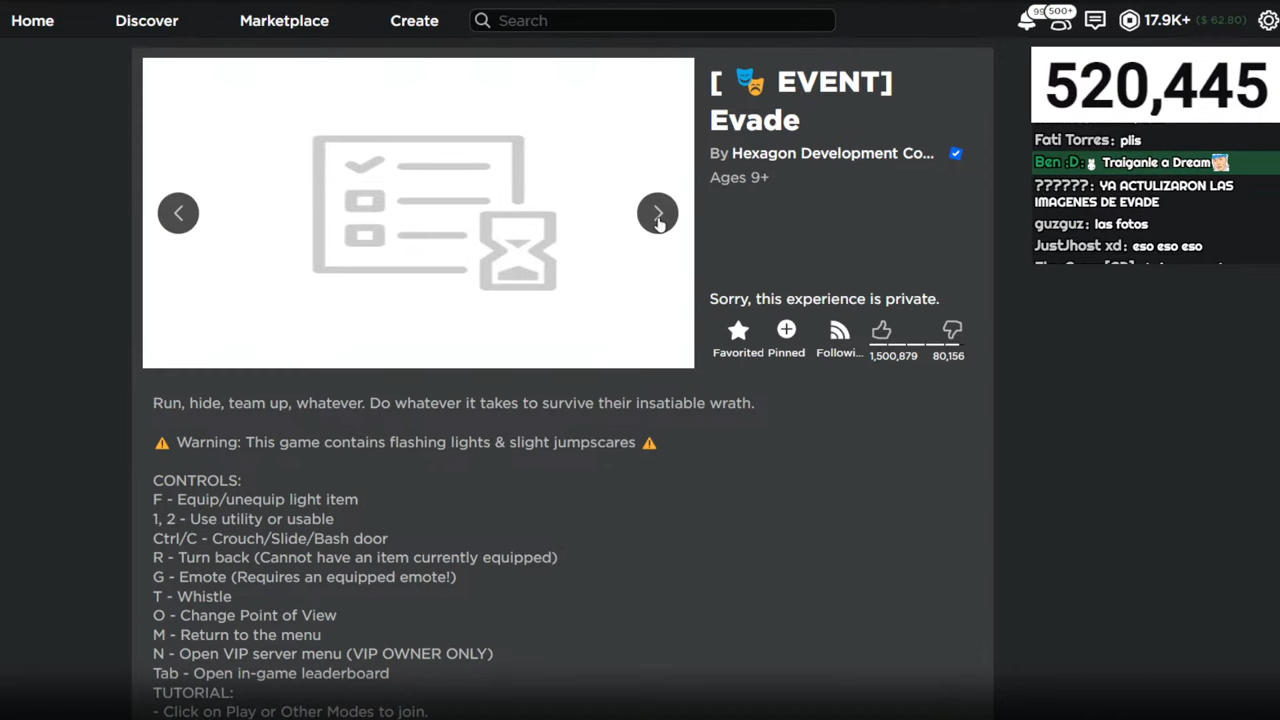 Home Discover Marketplace Create Search 99 500+ 17.9K+ ($ 62.80)
[ 🎭 EVENT]
Evade
By Hexagon Development Co...
Ages 9+
Sorry, this experience is private.
Favorited Pinned Followi... 1,500,879 80,156
Run, hide, team up, whatever. Do whatever it takes to survive their insatiable wrath.
⚠ Warning: This game contains flashing lights & slight jumpscares ⚠
CONTROLS:
F - Equip/unequip light item
1, 2 - Use utility or usable
Ctrl/C - Crouch/Slide/Bash door
R - Turn back (Cannot have an item currently equipped)
G - Emote (Requires an equipped emote!)
T - Whistle
O - Change Point of View
M - Return to the menu
N - Open VIP server menu (VIP OWNER ONLY)
Tab - Open in-game leaderboard
TUTORIAL:
- Click on Play or Other Modes to join.
520,445
Fati Torres: plis
Ben :D: Traiganle a Dream
??????: YA ACTULIZARON LAS
IMAGENES DE EVADE
guzguz: las fotos
JustJhost xd: eso eso eso